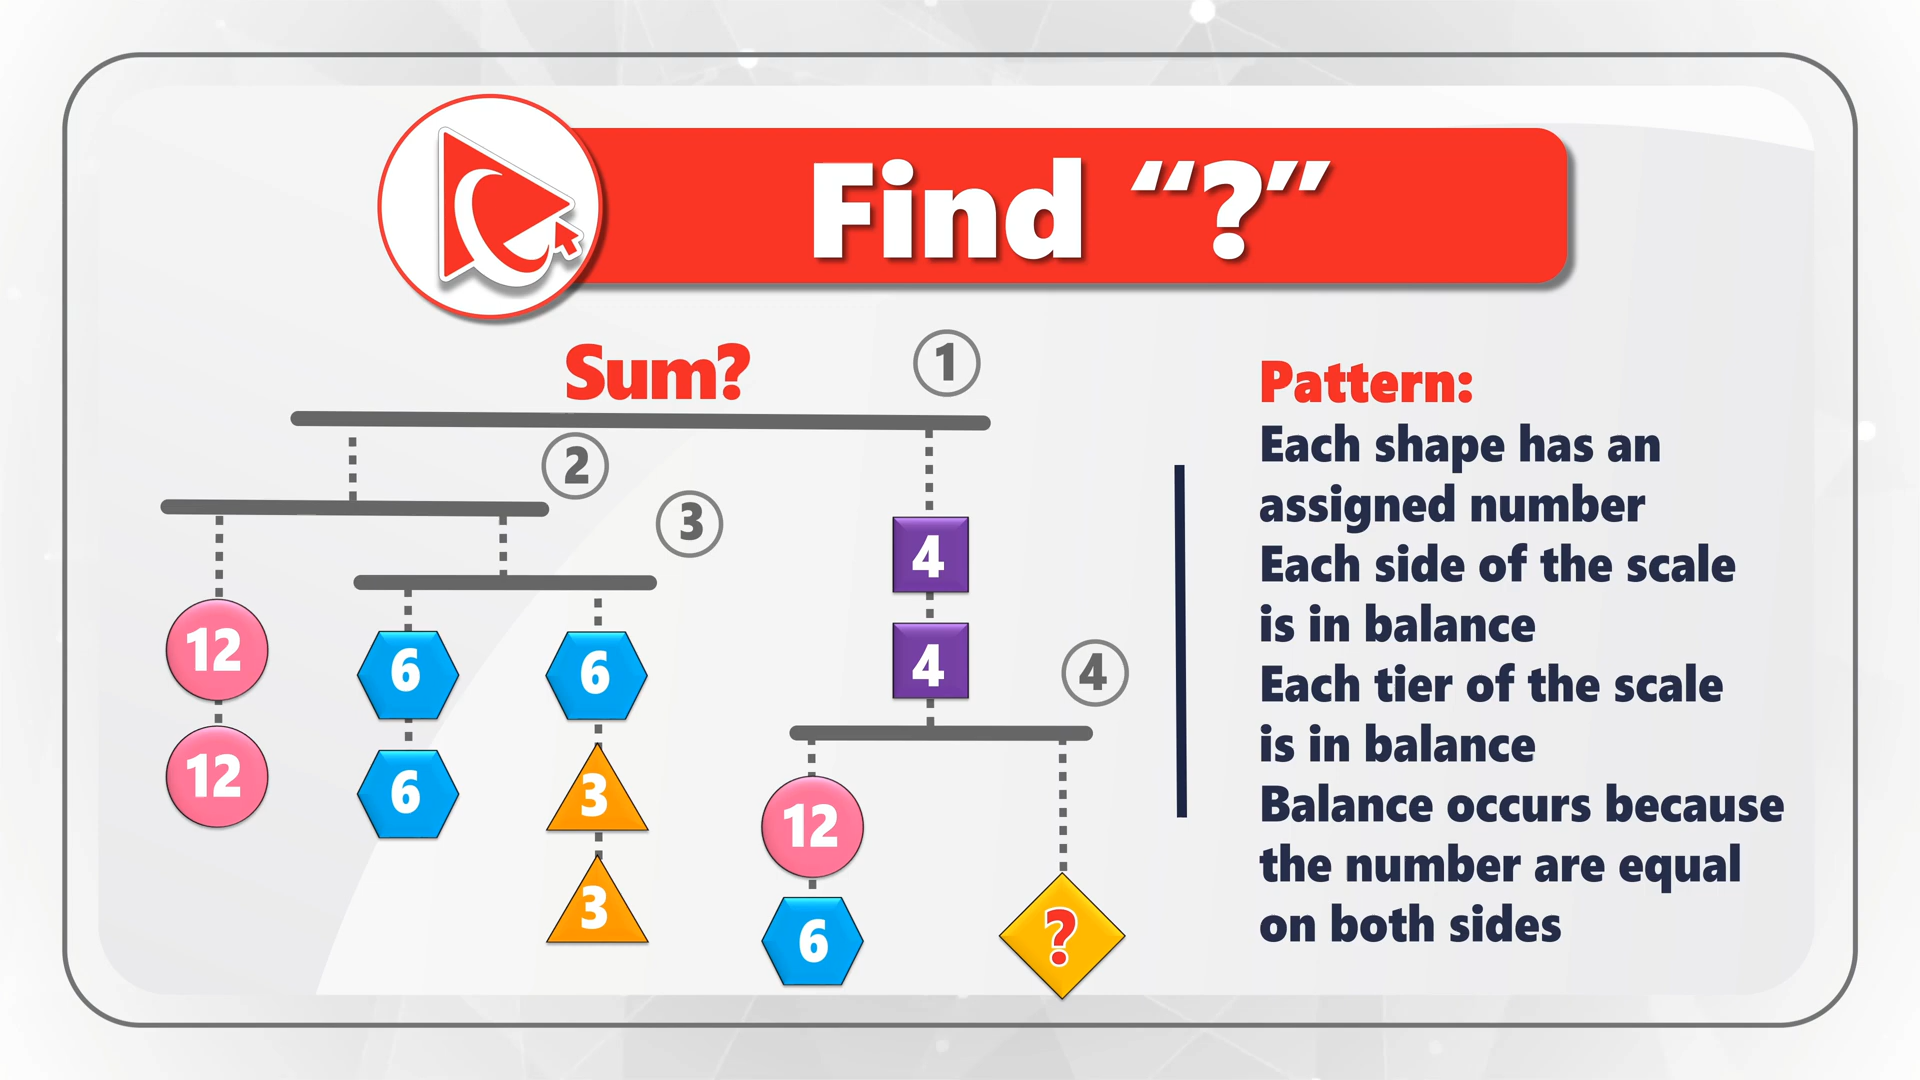 Find “?”
Sum?
1
2
3
4
4
4
12
12
6
6
6
3
3
12
6
?
Pattern:
Each shape has an
assigned number
Each side of the scale
is in balance
Each tier of the scale
is in balance
Balance occurs because
the number are equal
on both sides